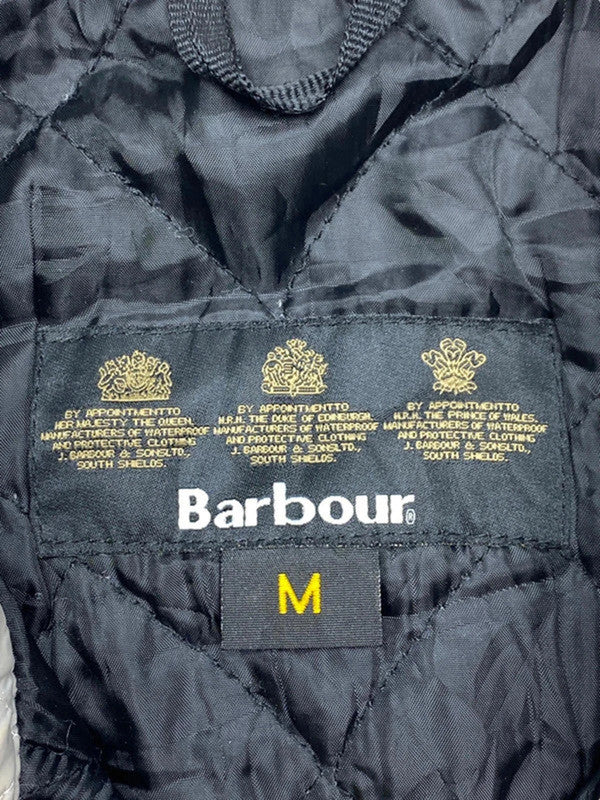 BY APPOINTMENTTO
HER MAJESTY THE QUEEN.
MANUFACTURERS OF WATERPROOF
AND PROTECTIVE CLOTHING
J. BARBOUR & SONSLTD.,
SOUTH SHIELDS.
BY APPOINTMENTTO
H.R.H. THE DUKE OF EDINBURGH.
MANUFACTURERS OF WATERPROOF
AND PROTECTIVE CLOTHING
J. BARBOUR & SONSLTD.,
SOUTH SHIELDS.
BY APPOINTMENTTO
H.R.H. THE PRINCE OF WALES.
MANUFACTURERS OF WATERPROOF
AND PROTECTIVE CLOTHING
J. BARBOUR & SONSLTD.,
SOUTH SHIELDS.
Barbour®
M